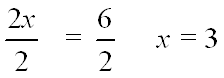 2x/2 = 6/2 x = 3